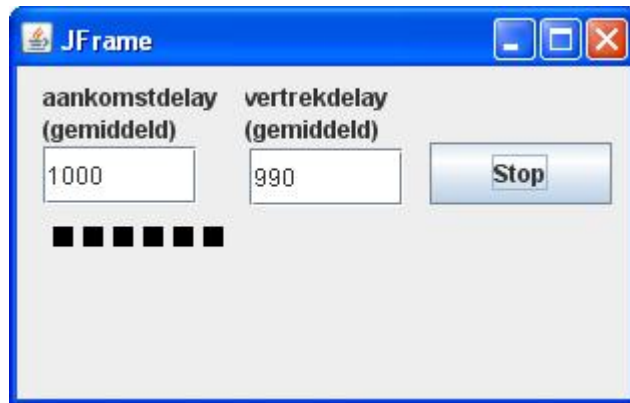 JFrame
aankomstdelay vertrekdelay
(gemiddeld) (gemiddeld)
1000 990 Stop